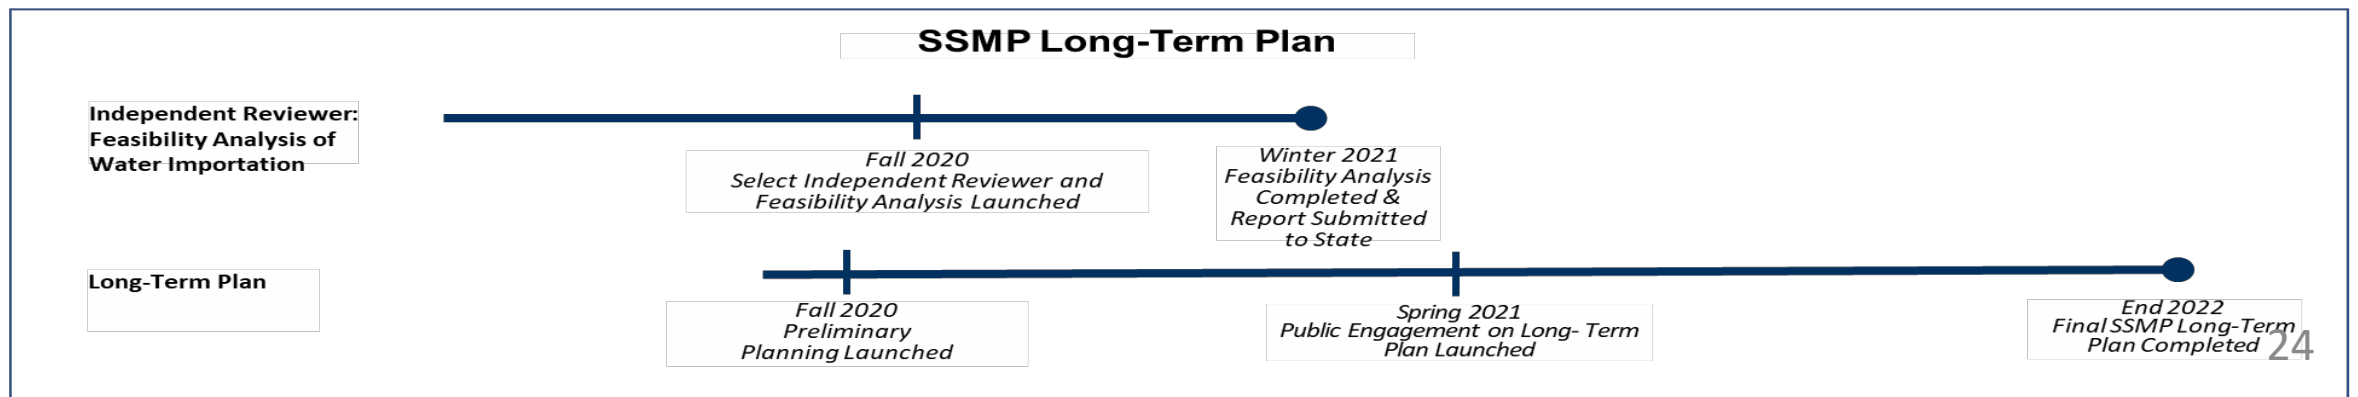 SSMP Long-Term Plan
Independent Reviewer:
Feasibility Analysis of
Water Importation
Fall 2020
Select Independent Reviewer and
Feasibility Analysis Launched
Winter 2021
Feasibility Analysis
Completed &
Report Submitted
to State
Long-Term Plan
Fall 2020
Preliminary
Planning Launched
Spring 2021
Public Engagement on Long- Term
Plan Launched
End 2022
Final SSMP Long-Term
Plan Completed
24